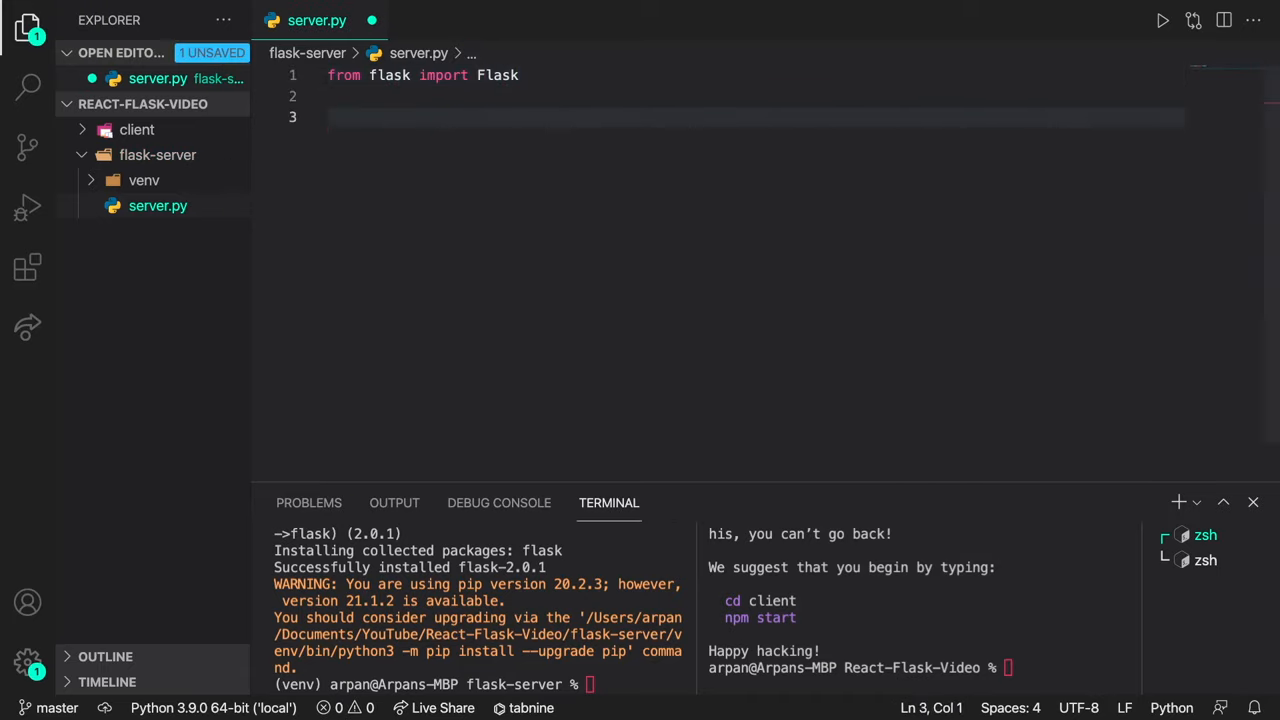 EXPLORER
...
server.py
1
OPEN EDITO...
1 UNSAVED
server.py flask-s...
REACT-FLASK-VIDEO
client
flask-server
venv
server.py
flask-server > server.py > ...
1 from flask import Flask
2
3
PROBLEMS OUTPUT DEBUG CONSOLE TERMINAL
->flask) (2.0.1)
Installing collected packages: flask
Successfully installed flask-2.0.1
WARNING: You are using pip version 20.2.3; however,
version 21.1.2 is available.
You should consider upgrading via the '/Users/arpan
/Documents/YouTube/React-Flask-Video/flask-server/v
env/bin/python3 -m pip install --upgrade pip' comma
nd.
(venv) arpan@Arpans-MBP flask-server %
his, you can’t go back!
We suggest that you begin by typing:
cd client
npm start
Happy hacking!
arpan@Arpans-MBP React-Flask-Video %
zsh
zsh
OUTLINE
TIMELINE
1
master
Python 3.9.0 64-bit ('local')
0
0
Live Share
tabnine
Ln 3, Col 1
Spaces: 4
UTF-8
LF
Python